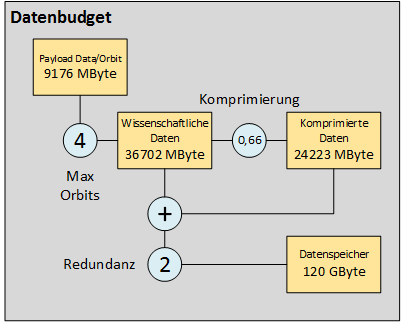 Datenbudget
Payload Data/Orbit
9176 MByte
Komprimierung
4
Wissenschaftliche
Daten
36702 MByte
0,66
Komprimierte
Daten
24223 MByte
Max
Orbits
+
Redundanz
2
Datenspeicher
120 GByte